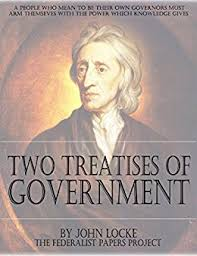 A PEOPLE WHO MEAN TO BE THEIR OWN GOVERNORS MUST
ARM THEMSELVES WITH THE POWER WHICH KNOWLEDGE GIVES
TWO TREATISES OF
GOVERNMENT
BY JOHN LOCKE
THE FEDERALIST PAPERS PROJECT